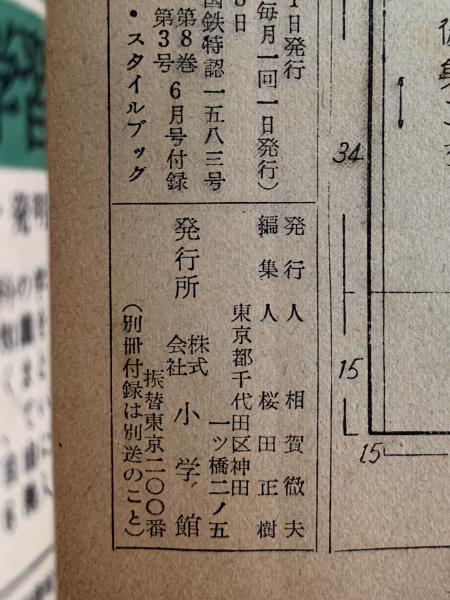 1日発行
毎月一回一日発行)
日
国鉄特認一五八三号
第8巻 6月号付録
第3号
・スタイルブッグ
発行人 相賀徹夫
編集人 桜田正樹
東京都千代田区神田
一ッ橋二ノ五
発行所 株式会社 小学館
振替東京二〇〇番
(別冊付録は別送のこと)
34
15
15
発明